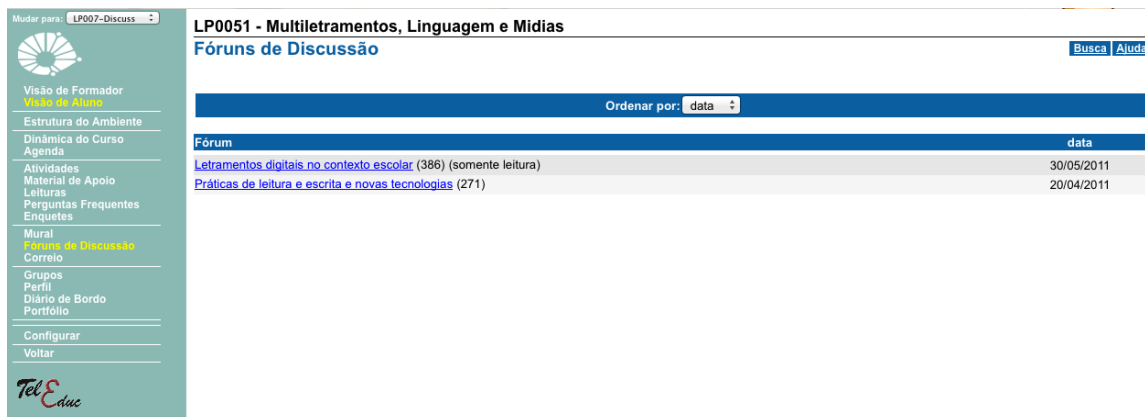 Mudar para: LP007-Discuss
LP0051 - Multiletramentos, Linguagem e Midias
Fóruns de Discussão
Busca Ajuda
Visão de Formador
Visão de Aluno
Estrutura do Ambiente
Dinâmica do Curso
Agenda
Atividades
Material de Apoio
Leituras
Perguntas Frequentes
Enquetes
Mural
Fóruns de Discussão
Correio
Grupos
Perfil
Diário de Bordo
Portfólio
Configurar
Voltar
TelEduc
Ordenar por: data
Fórum data
Letramentos digitais no contexto escolar (386) (somente leitura) 30/05/2011
Práticas de leitura e escrita e novas tecnologias (271) 20/04/2011